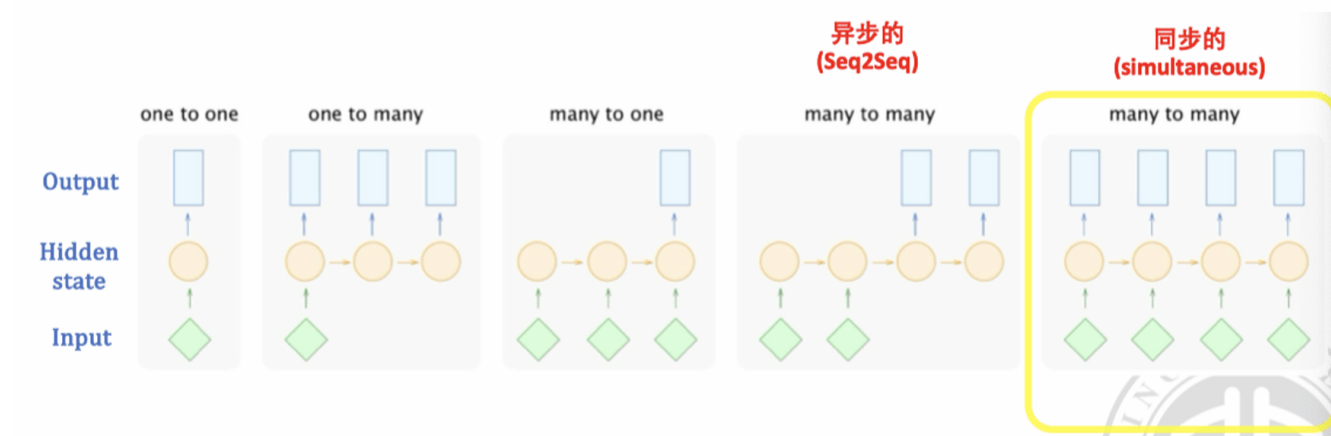 异步的
(Seq2Seq)
同步的
(simultaneous)
one to one
one to many
many to one
many to many
many to many
Output
Hidden
state
Input